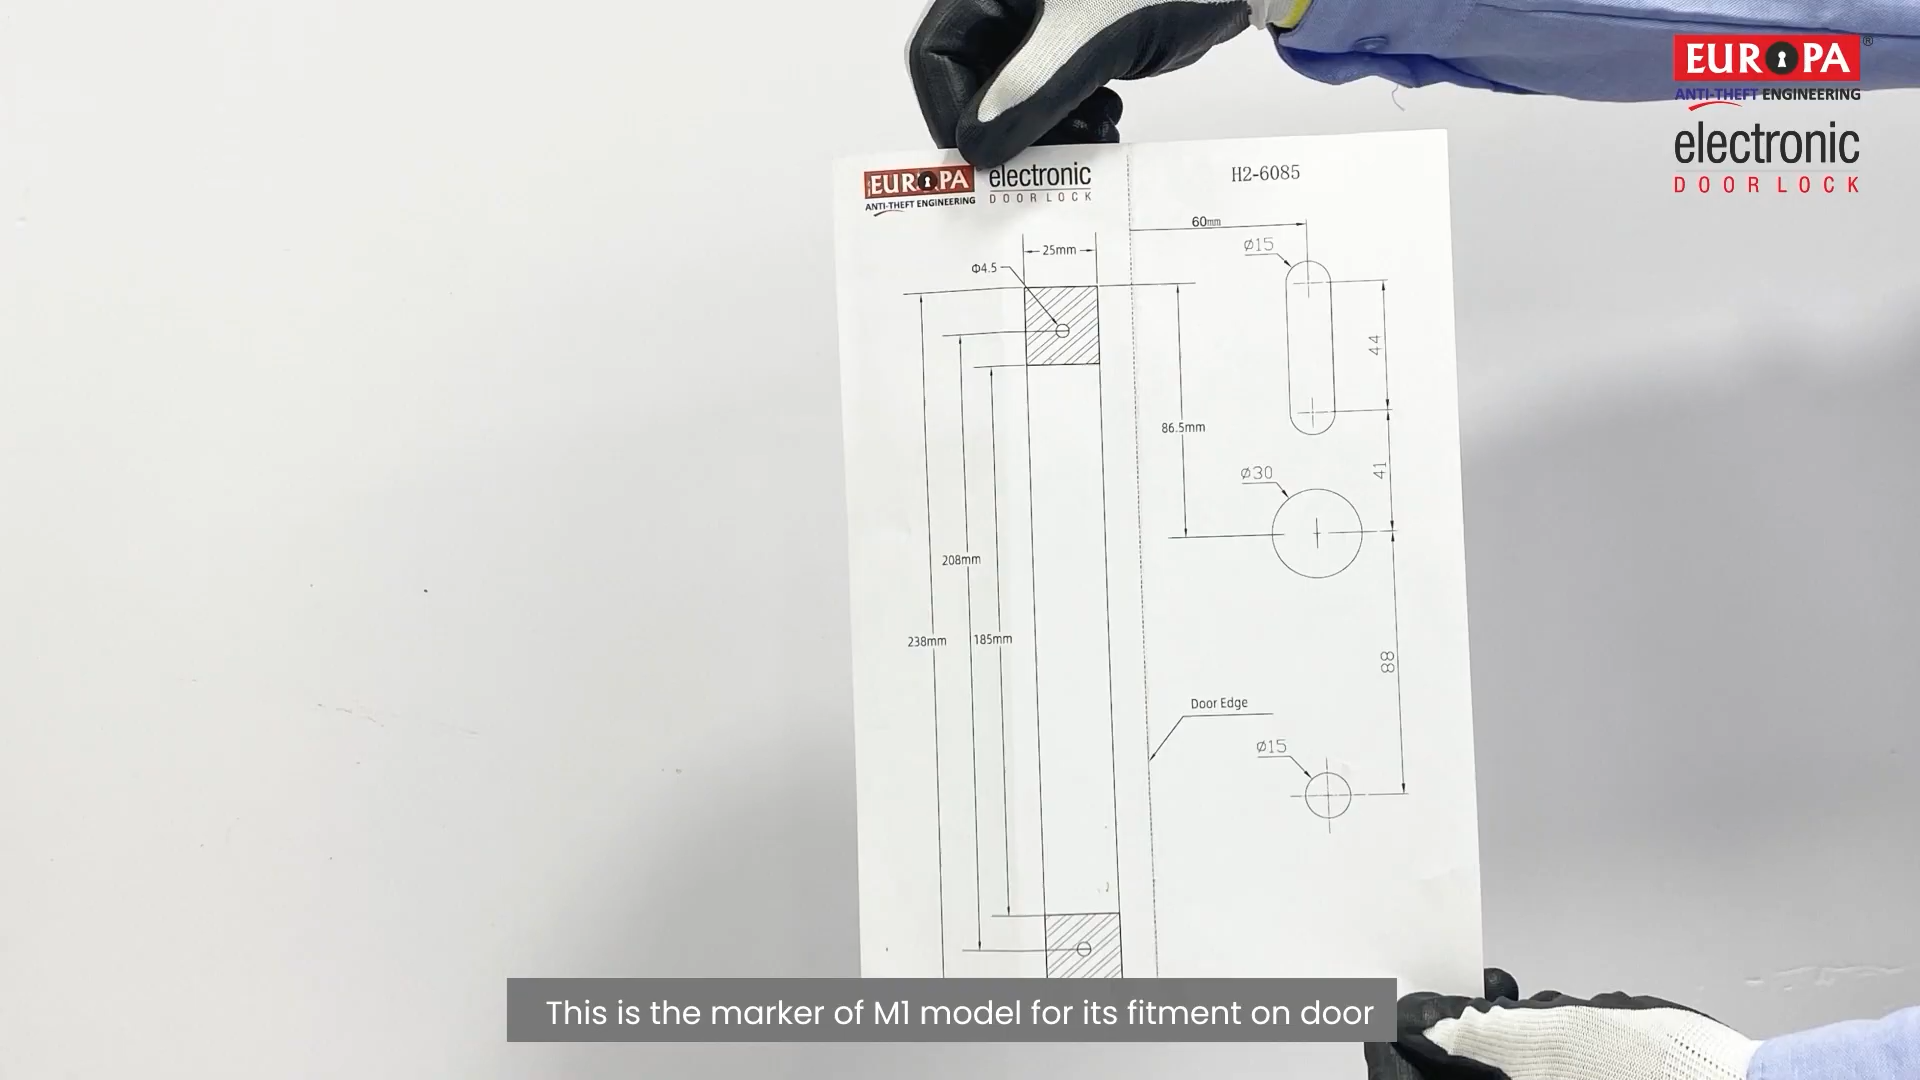 EUROPA®
ANTI-THEFT ENGINEERING
electronic
DOOR LOCK
EUROPA
ANTI-THEFT ENGINEERING
electronic
DOOR LOCK
H2-6085
60mm
25mm
Φ4.5
Ø15
44
86.5mm
41
Ø30
208mm
238mm
185mm
88
Door Edge
Ø15
This is the marker of M1 model for its fitment on door